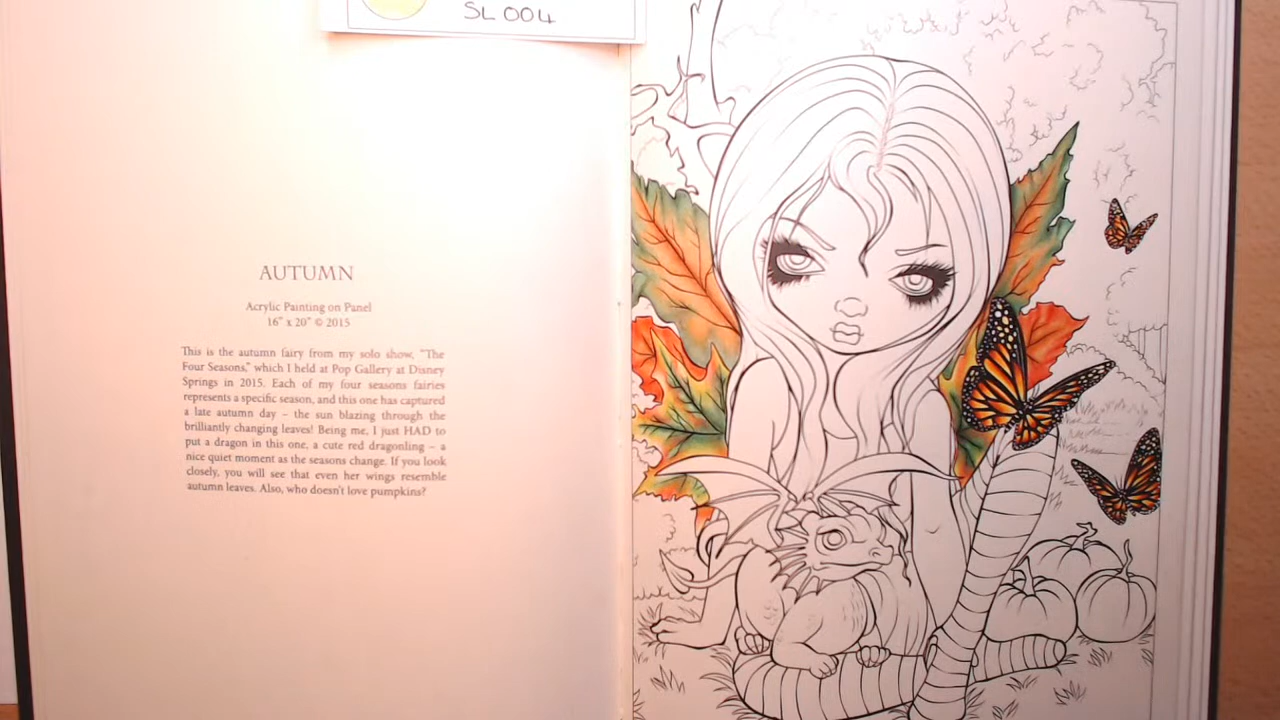 SL 004
AUTUMN
Acrylic Painting on Panel
16" x 20" © 2015
This is the autumn fairy from my solo show, "The
Four Seasons," which I held at Pop Gallery at Disney
Springs in 2015. Each of my four seasons fairies
represents a specific season, and this one has captured
a late autumn day – the sun blazing through the
brilliantly changing leaves! Being me, I just HAD to
put a dragon in this one, a cute red dragonling – a
nice quiet moment as the seasons change. If you look
closely, you will see that even her wings resemble
autumn leaves. Also, who doesn't love pumpkins?